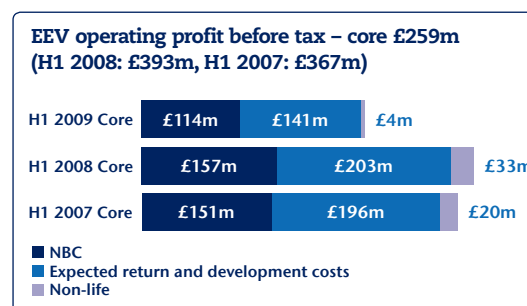 EEV operating profit before tax – core £259m
(H1 2008: £393m, H1 2007: £367m)
H1 2009 Core £114m £141m £4m
H1 2008 Core £157m £203m £33m
H1 2007 Core £151m £196m £20m
NBC
Expected return and development costs
Non-life